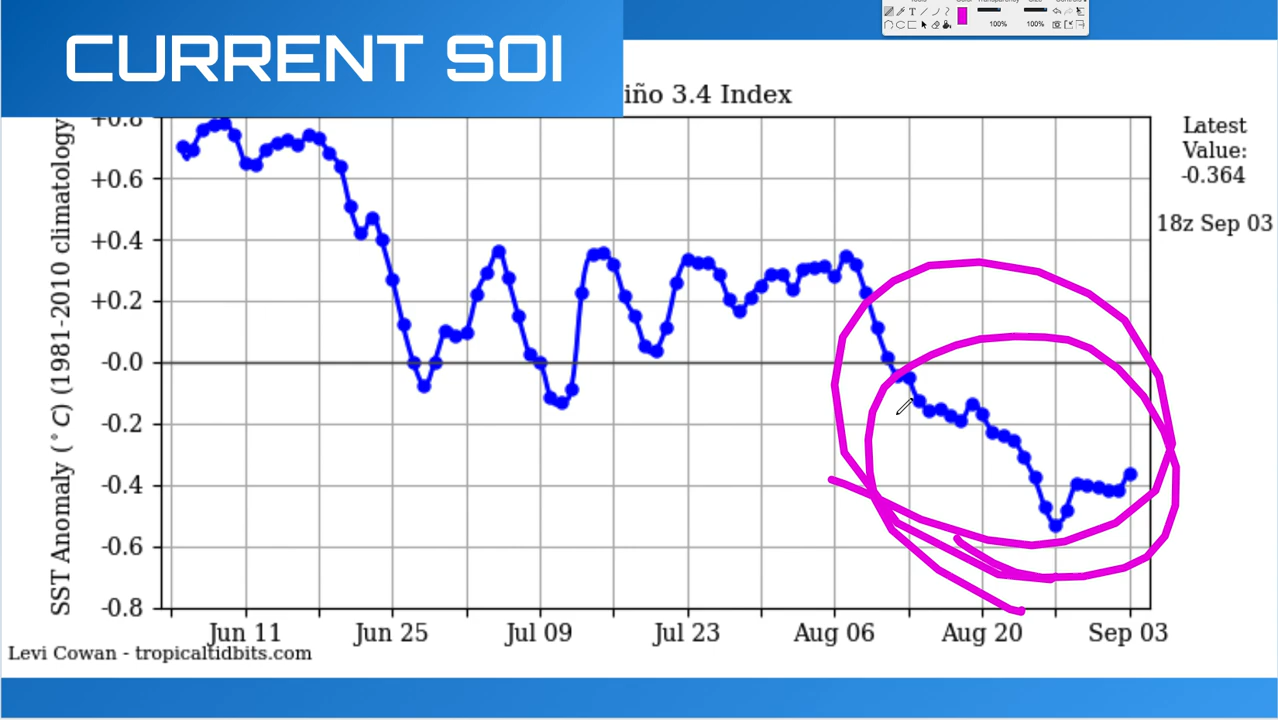 CURRENT SOI
iño 3.4 Index
Latest
Value:
-0.364
18z Sep 03
SST Anomaly (°C) (1981-2010 climatology
+0.8
+0.6
+0.4
+0.2
-0.0
-0.2
-0.4
-0.6
-0.8
Jun 11
Jun 25
Jul 09
Jul 23
Aug 06
Aug 20
Sep 03
Levi Cowan - tropicaltidbits.com
100%
100%